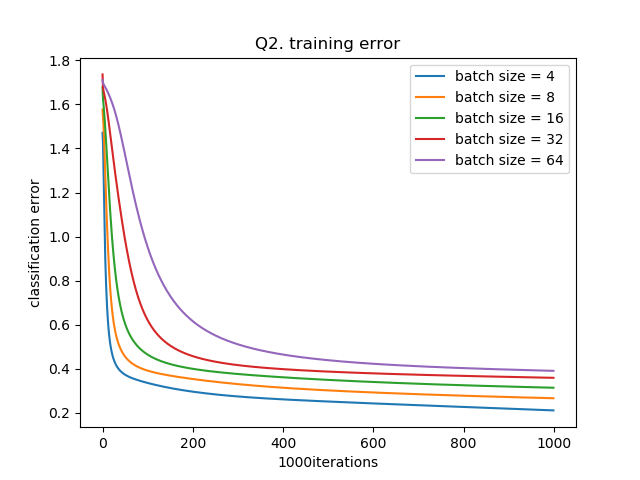 Q2. training error
1.8
1.6
1.4
1.2
1.0
0.8
0.6
0.4
0.2
classification error
batch size = 4
batch size = 8
batch size = 16
batch size = 32
batch size = 64
0 200 400 600 800 1000
1000iterations